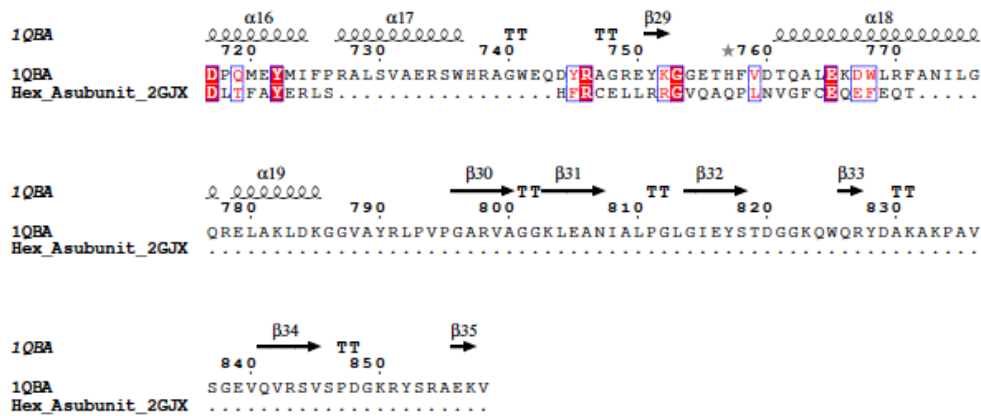 α16 α17 β29 α18
1QBA TT TT ★
720 730 740 750 760 770
1QBA DPQMEYMIFPRALSVAERSWHRAGWEQDYRAGREYKGGETHFVDTQALEKDWLRFANILG
Hex_Asubunit_2GJX DLTFAYERLS.................HFRCELLRRGVQAQPLNVGFCEQEFEQT.....
α19 β30 β31 β32 β33
1QBA TT TT TT
780 790 800 810 820 830
1QBA QRELAKLDKGGVAYRLPVPGARVAGGKLEANIALPGLGIEYSTDGGKQWQRYDAKAKPAV
Hex_Asubunit_2GJX ............................................................
β34 β35
1QBA TT
840 850
1QBA SGEVQVRSVSPDGKRYSRAEKV
Hex_Asubunit_2GJX ......................